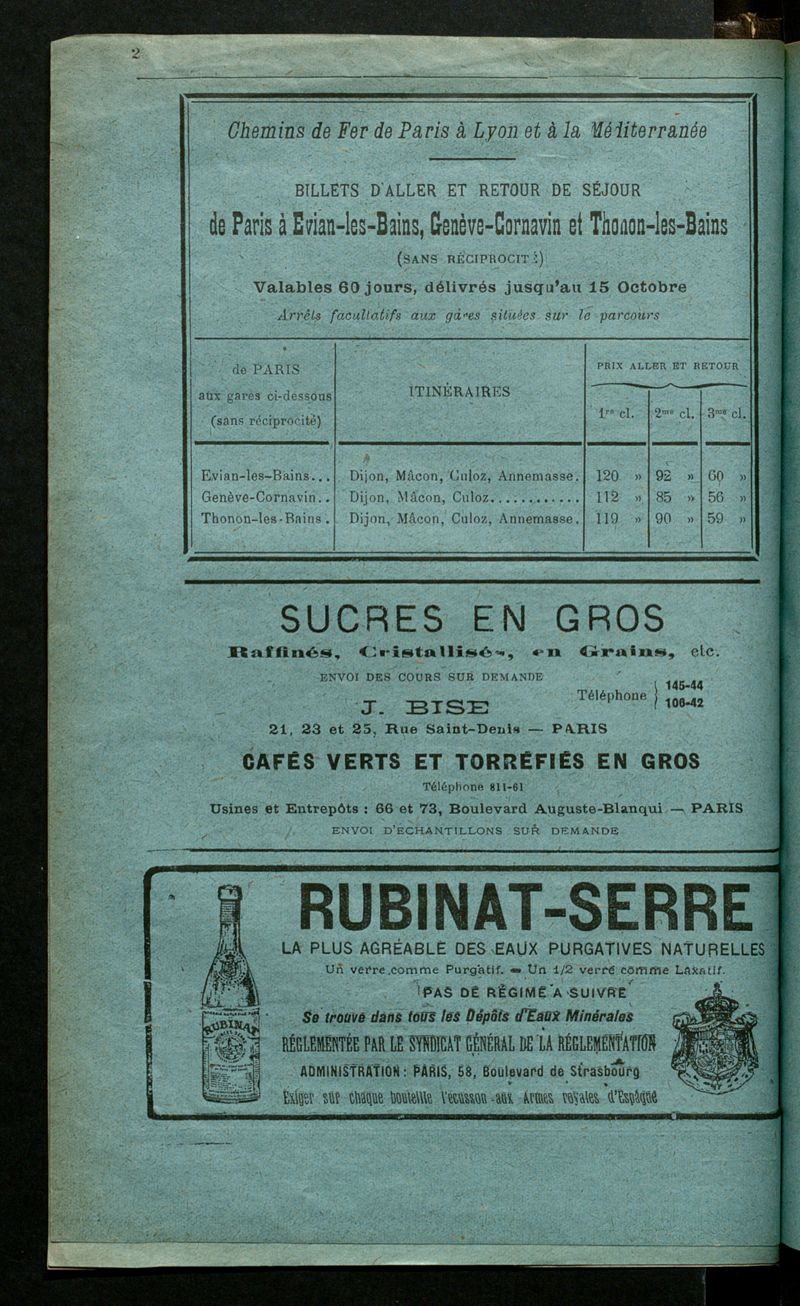 2
Chemins de Fer de Paris à Lyon et à la Méditerranée
BILLETS D'ALLER ET RETOUR DE SÉJOUR
de Paris à Evian-les-Bains, Genève-Cornavin et Thonon-les-Bains
(SANS RÉCIPROCITÉ)
Valables 60 jours, délivrés jusqu'au 15 Octobre
Arrêts facultatifs aux gares situées sur le parcours
de PARIS
aux gares ci-dessous
(sans réciprocité)
ITINÉRAIRES
PRIX ALLER ET RETOUR
1re cl. 2me cl. 3me cl.
Evian-les-Bains... Dijon, Mâcon, Culoz, Annemasse. 120 » 92 » 60 »
Genève-Cornavin.. Dijon, Mâcon, Culoz............ 112 » 85 » 56 »
Thonon-les-Bains. Dijon, Mâcon, Culoz, Annemasse. 119 » 90 » 59 »
SUCRES EN GROS
Raffinés, Cristallisés, en Grains, etc.
ENVOI DES COURS SUR DEMANDE
J. BISE
Téléphone { 145-44
106-42
21, 23 et 25, Rue Saint-Denis — PARIS
CAFÉS VERTS ET TORRÉFIÉS EN GROS
Téléphone 811-61
Usines et Entrepôts : 66 et 73, Boulevard Auguste-Blanqui — PARIS
ENVOI D'ECHANTILLONS SUR DEMANDE
RUBINAT-SERRE
LA PLUS AGRÉABLE DES EAUX PURGATIVES NATURELLES
Un verre comme Purgatif. — Un 1/2 verre comme Laxatif.
PAS DE RÉGIME A SUIVRE
Se trouve dans tous les Dépôts d'Eaux Minérales
RÉGLEMENTÉE PAR LE SYNDICAT GÉNÉRAL DE LA RÉGLEMENTATION
ADMINISTRATION : PARIS, 58, Boulevard de Strasbourg
Exiger sur chaque bouteille l'écusson aux Armes royales d'Espagne
RUBINAT